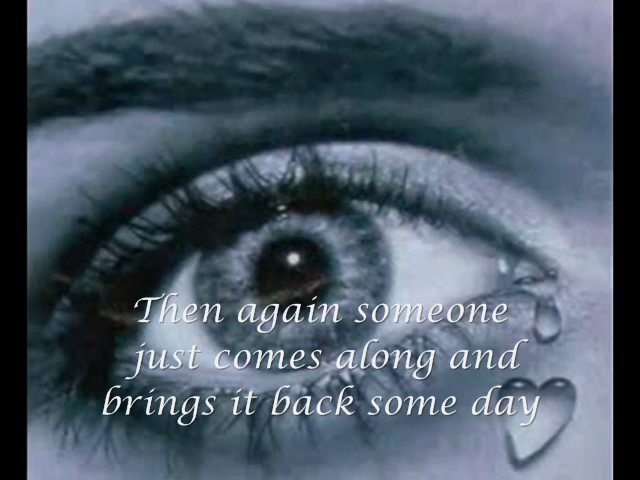 Then again someone
just comes along and
brings it back some day